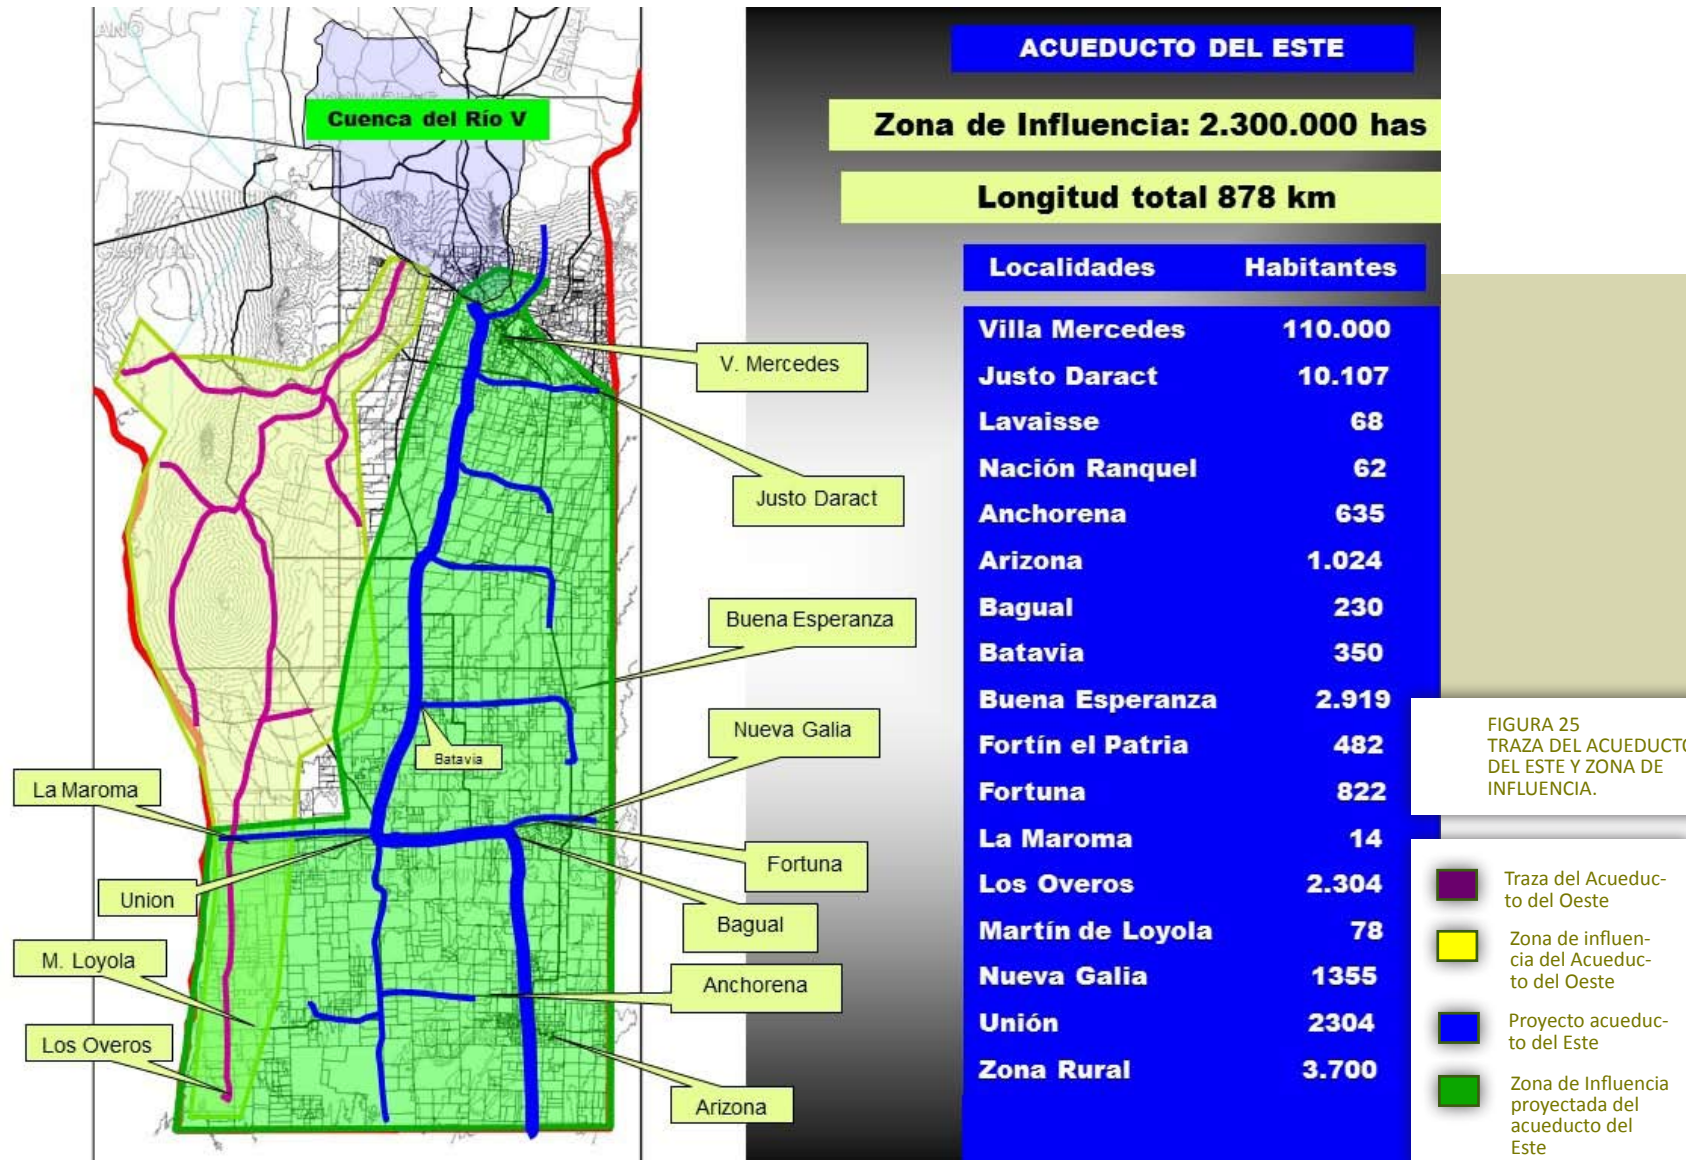 ACUEDUCTO DEL ESTE
Zona de Influencia: 2.300.000 has
Longitud total 878 km
Localidades Habitantes
Villa Mercedes 110.000
Justo Daract 10.107
Lavaisse 68
Nación Ranquel 62
Anchorena 635
Arizona 1.024
Bagual 230
Batavia 350
Buena Esperanza 2.919
Fortín el Patria 482
Fortuna 822
La Maroma 14
Los Overos 2.304
Martín de Loyola 78
Nueva Galia 1355
Unión 2304
Zona Rural 3.700
Cuenca del Río V
V. Mercedes
Justo Daract
Buena Esperanza
Nueva Galia
Batavia
La Maroma
Fortuna
Union
Bagual
M. Loyola
Anchorena
Los Overos
Arizona
FIGURA 25
TRAZA DEL ACUEDUCTO
DEL ESTE Y ZONA DE
INFLUENCIA.
Traza del Acueduc-
to del Oeste
Zona de influen-
cia del Acueduc-
to del Oeste
Proyecto acueduc-
to del Este
Zona de Influencia
proyectada del
acueducto del
Este